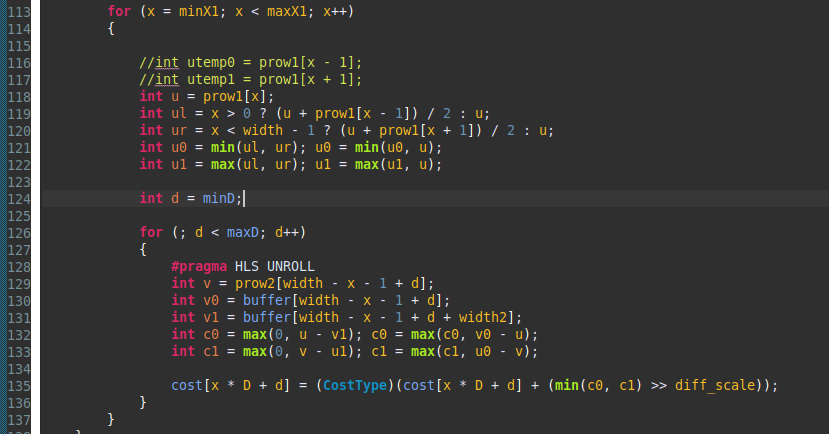 113 for (x = minX1; x < maxX1; x++)
114 {
115
116 //int utemp0 = prow1[x - 1];
117 //int utemp1 = prow1[x + 1];
118 int u = prow1[x];
119 int ul = x > 0 ? (u + prow1[x - 1]) / 2 : u;
120 int ur = x < width - 1 ? (u + prow1[x + 1]) / 2 : u;
121 int u0 = min(ul, ur); u0 = min(u0, u);
122 int u1 = max(ul, ur); u1 = max(u1, u);
123
124 int d = minD;
125
126 for (; d < maxD; d++)
127 {
128 #pragma HLS UNROLL
129 int v = prow2[width - x - 1 + d];
130 int v0 = buffer[width - x - 1 + d];
131 int v1 = buffer[width - x - 1 + d + width2];
132 int c0 = max(0, u - v1); c0 = max(c0, v0 - u);
133 int c1 = max(0, v - u1); c1 = max(c1, u0 - v);
134
135 cost[x * D + d] = (CostType)(cost[x * D + d] + (min(c0, c1) >> diff_scale));
136 }
137 }